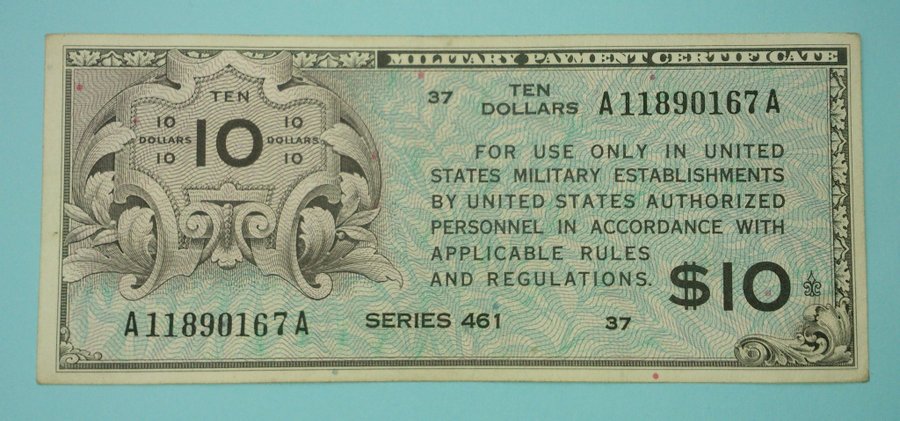 MILITARY PAYMENT CERTIFICATE
TEN
10 10 10
DOLLARS DOLLARS
10 10
37 TEN DOLLARS A11890167A
FOR USE ONLY IN UNITED
STATES MILITARY ESTABLISHMENTS
BY UNITED STATES AUTHORIZED
PERSONNEL IN ACCORDANCE WITH
APPLICABLE RULES
AND REGULATIONS.
$10
A11890167A SERIES 461 37